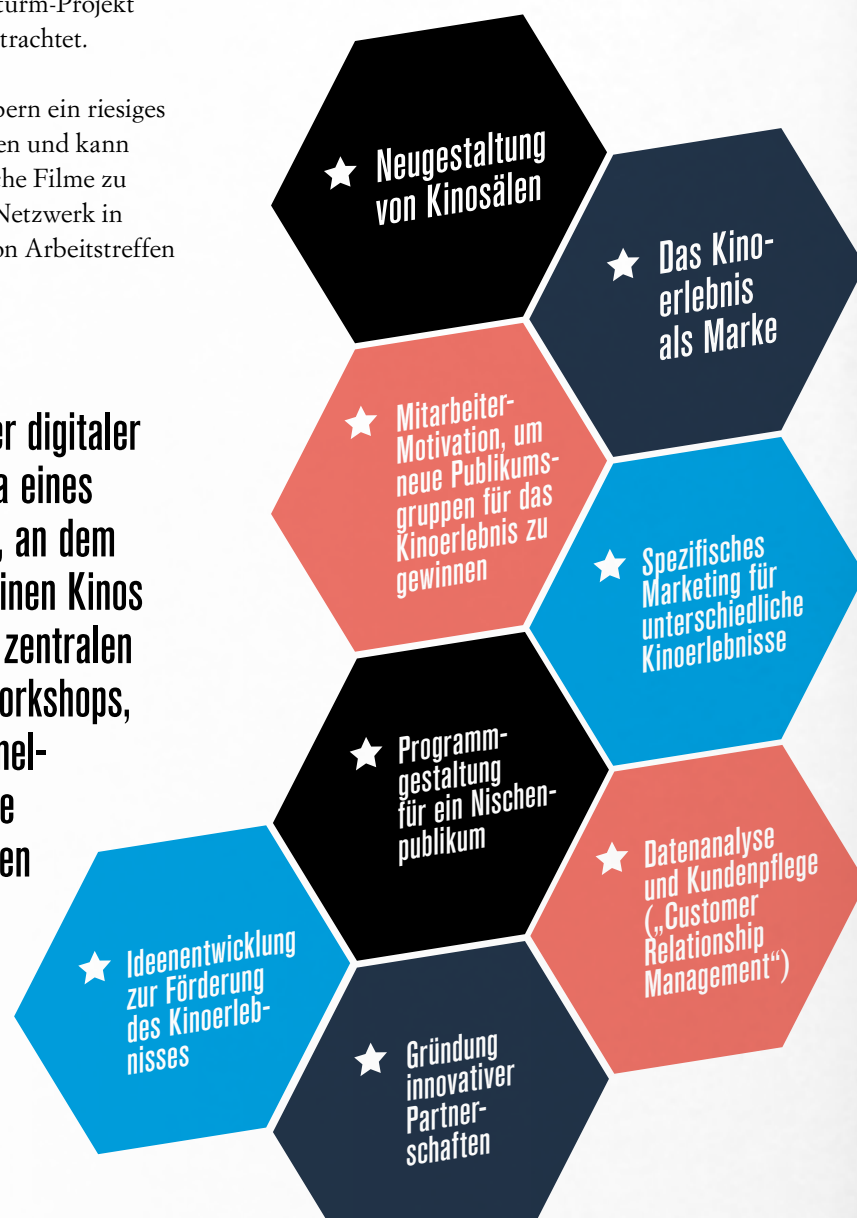 turm-Projekt
trachtet.
bern ein riesiges
en und kann
che Filme zu
Netzwerk in
on Arbeitstreffen
er digitaler
a eines
, an dem
inen Kinos
zentralen
orkshops,
nel-
e
en
Neugestaltung
von Kinosälen
Das Kino-
erlebnis
als Marke
Mitarbeiter-
Motivation, um
neue Publikums-
gruppen für das
Kinoerlebnis zu
gewinnen
Spezifisches
Marketing für
unterschiedliche
Kinoerlebnisse
Programm-
gestaltung
für ein Nischen-
publikum
Datenanalyse
und Kundenpflege
(„Customer
Relationship
Management“)
Ideenentwicklung
zur Förderung
des Kinoerleb-
nisses
Gründung
innovativer
Partner-
schaften